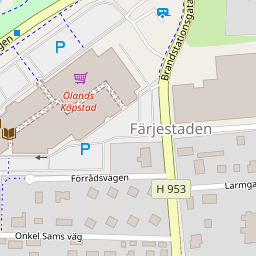 Brandstationsgata
P
Ölands
Köpstad
Färjestaden
P
Förrådsvägen
H 953
Larmga
Onkel Sams väg